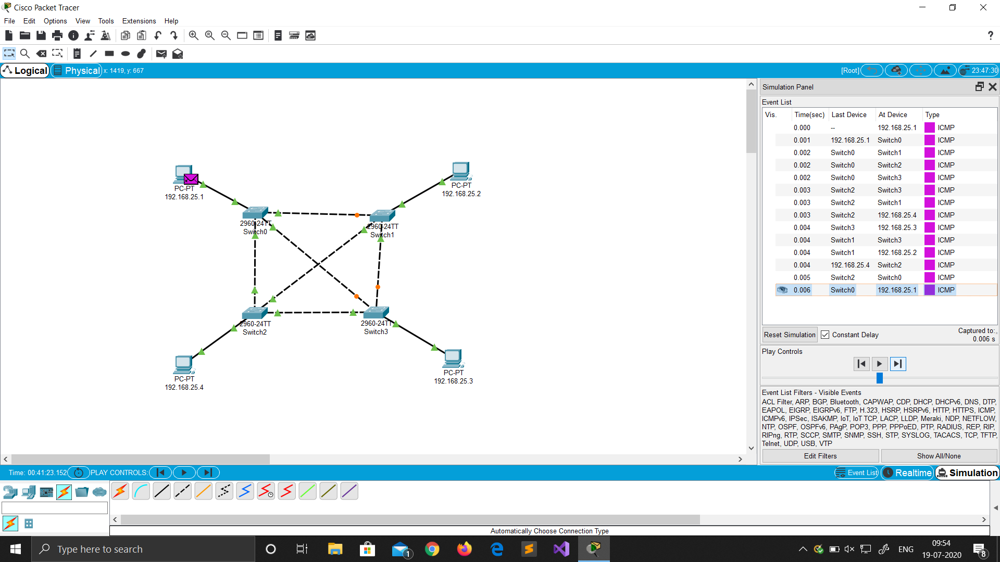 Cisco Packet Tracer
File Edit Options View Tools Extensions Help
?
Logical Physical x: 1419, y: 667 [Root] 23:47:30
PC-PT
192.168.25.1
PC-PT
192.168.25.2
2960-24TT
Switch0
2960-24TT
Switch1
2960-24TT
Switch2
2960-24TT
Switch3
PC-PT
192.168.25.4
PC-PT
192.168.25.3
Simulation Panel
Event List
Vis. Time(sec) Last Device At Device Type
0.000 -- 192.168.25.1 ICMP
0.001 192.168.25.1 Switch0 ICMP
0.002 Switch0 Switch1 ICMP
0.002 Switch0 Switch2 ICMP
0.002 Switch0 Switch3 ICMP
0.003 Switch2 Switch3 ICMP
0.003 Switch2 Switch1 ICMP
0.003 Switch2 192.168.25.4 ICMP
0.004 Switch3 192.168.25.3 ICMP
0.004 Switch1 Switch3 ICMP
0.004 Switch1 192.168.25.2 ICMP
0.004 192.168.25.4 Switch2 ICMP
0.005 Switch2 Switch0 ICMP
0.006 Switch0 192.168.25.1 ICMP
Reset Simulation Constant Delay Captured to:
0.006 s
Play Controls
Event List Filters - Visible Events
ACL Filter, ARP, BGP, Bluetooth, CAPWAP, CDP, DHCP, DHCPv6, DNS, DTP,
EAPOL, EIGRP, EIGRPv6, FTP, H.323, HSRP, HSRPv6, HTTP, HTTPS, ICMP,
ICMPv6, IPSec, ISAKMP, IoT, IoT TCP, LACP, LLDP, Meraki, NDP, NETFLOW,
NTP, OSPF, OSPFv6, PAgP, POP3, PPP, PPPoED, PTP, RADIUS, REP, RIP,
RIPng, RTP, SCCP, SMTP, SNMP, SSH, STP, SYSLOG, TACACS, TCP, TFTP,
Telnet, UDP, USB, VTP
Edit Filters Show All/None
Time: 00:41:23.152 PLAY CONTROLS: Event List Realtime Simulation
Automatically Choose Connection Type
Type here to search
1
ENG
09:54
19-07-2020
8